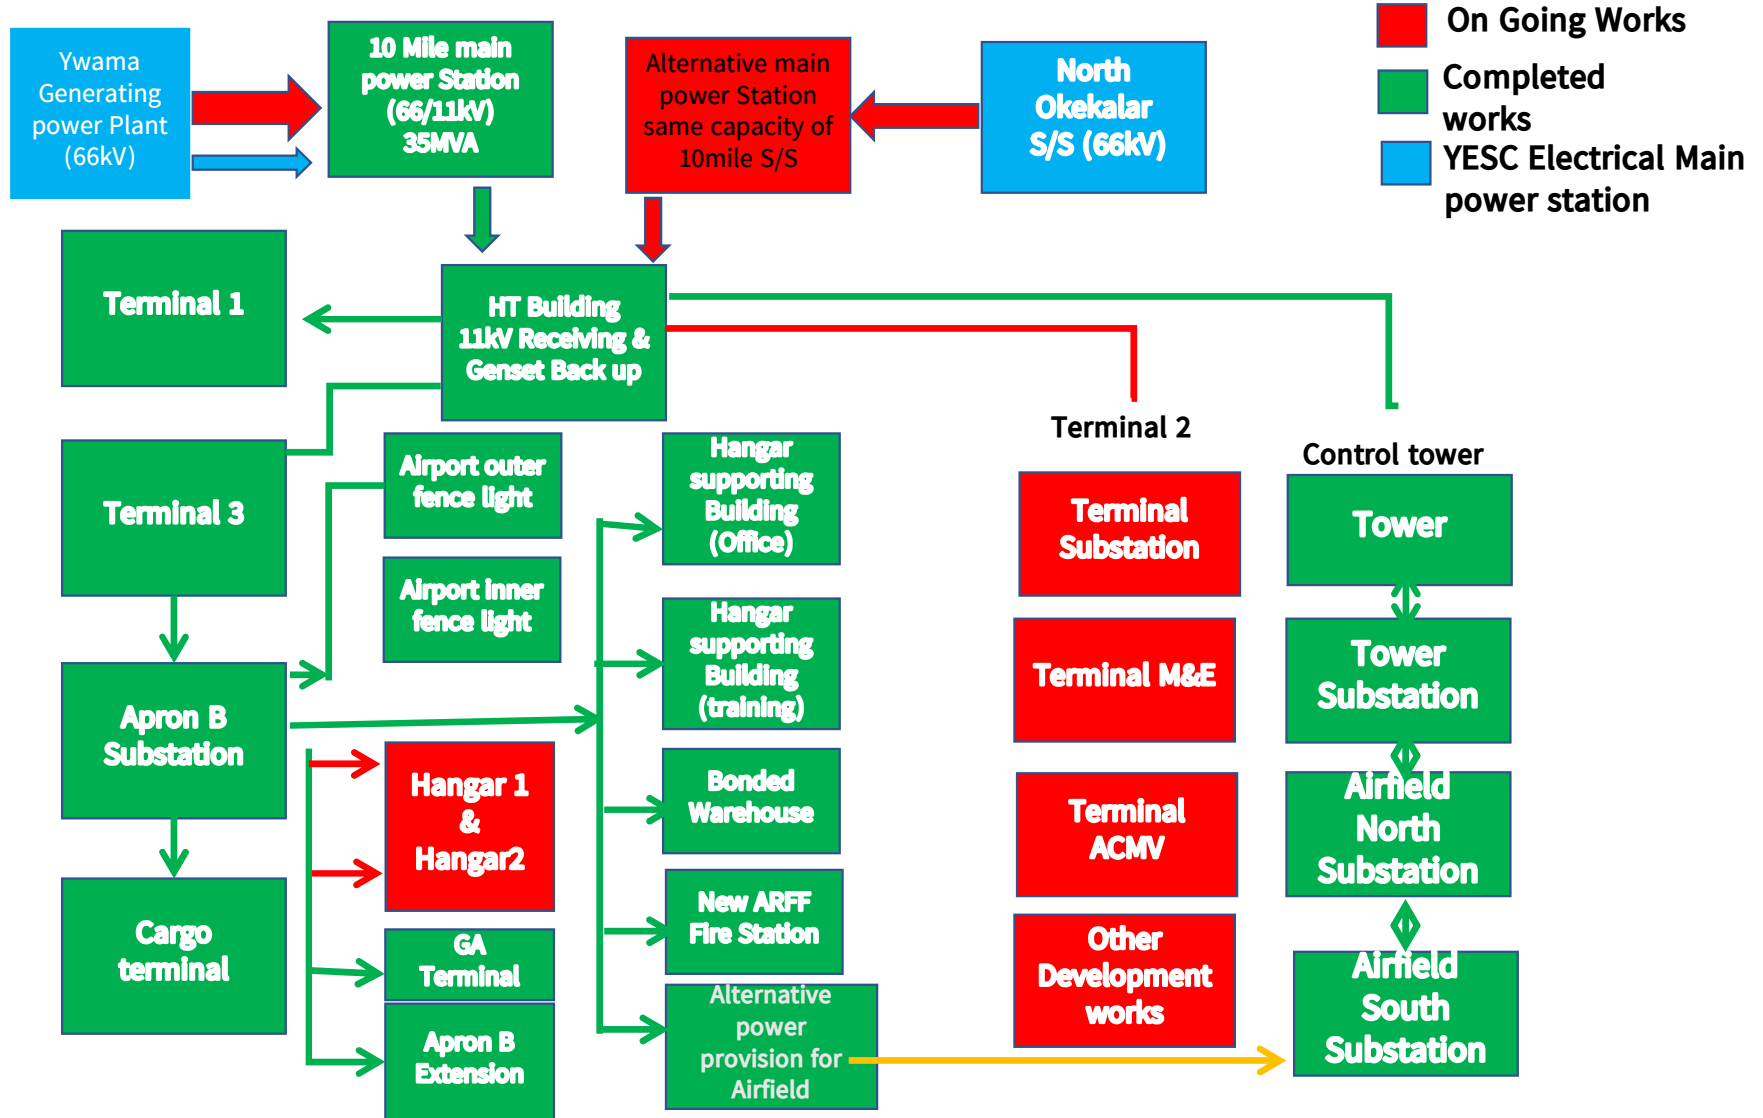 Ywama
Generating
power Plant
(66kV)
10 Mile main
power Station
(66/11kV)
35MVA
Alternative main
power Station
same capacity of
10mile S/S
North
Okekalar
S/S (66kV)
On Going Works
Completed
works
YESC Electrical Main
power station
Terminal 1
HT Building
11kV Receiving &
Genset Back up
Terminal 3
Airport outer
fence light
Airport inner
fence light
Hangar
supporting
Building
(Office)
Hangar
supporting
Building
(training)
Terminal 2
Control tower
Terminal
Substation
Tower
Terminal M&E
Tower
Substation
Apron B
Substation
Hangar 1
&
Hangar2
Bonded
Warehouse
Terminal
ACMV
Airfield
North
Substation
Cargo
terminal
GA
Terminal
New ARFF
Fire Station
Other
Development
works
Airfield
South
Substation
Apron B
Extension
Alternative
power
provision for
Airfield